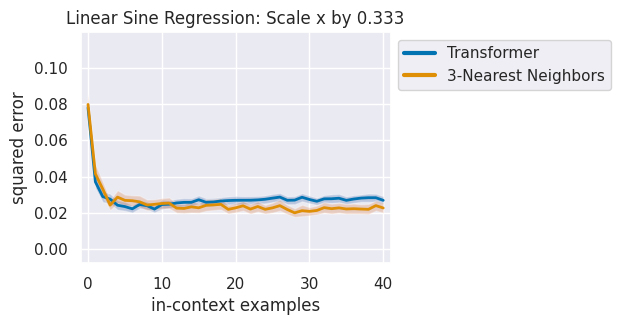 Linear Sine Regression: Scale x by 0.333
Transformer
3-Nearest Neighbors
squared error
0.10
0.08
0.06
0.04
0.02
0.00
0
10
20
30
40
in-context examples